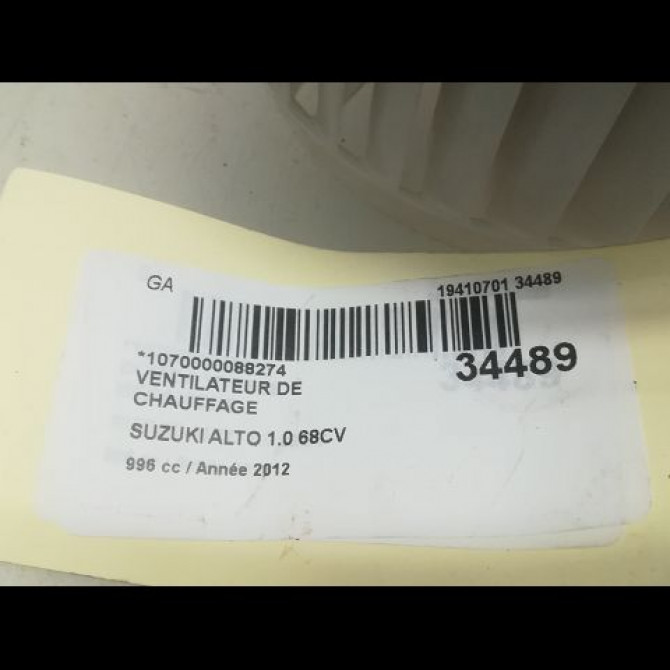 GA
19410701 34489
*1070000088274
34489
VENTILATEUR DE
CHAUFFAGE
SUZUKI ALTO 1.0 68CV
996 cc / Année 2012